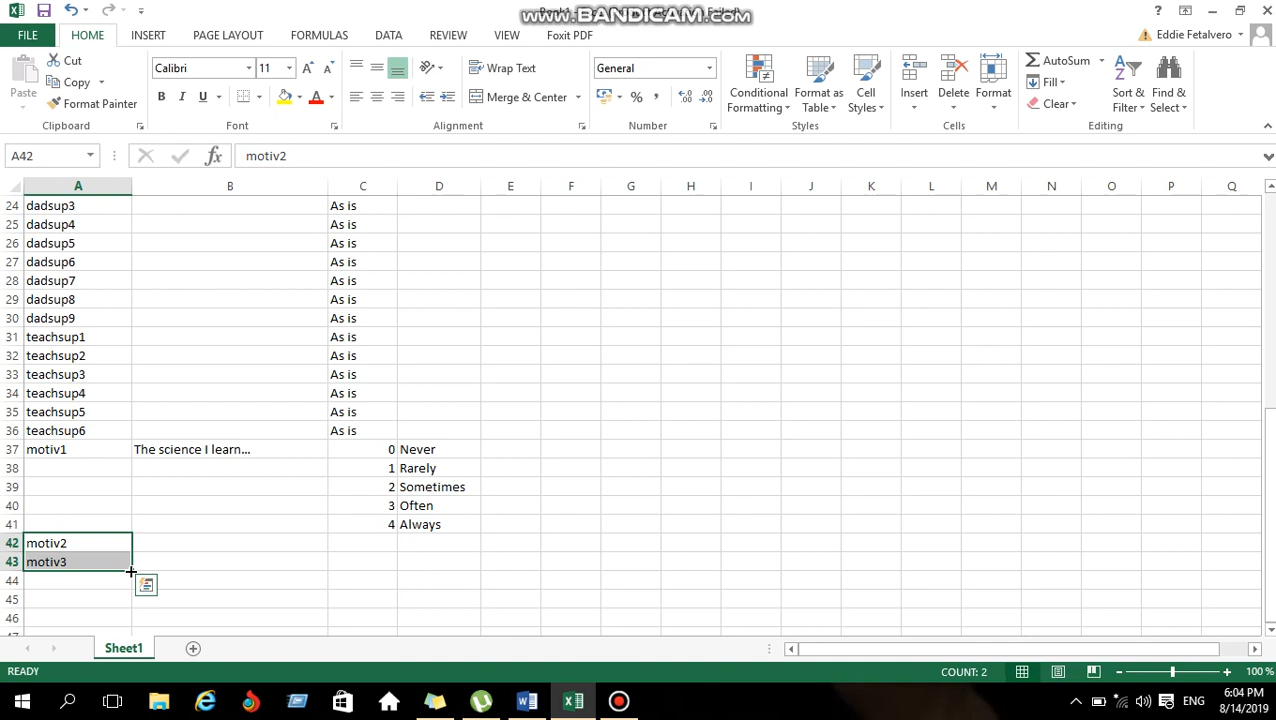 www.BANDICAM.com
FILE HOME INSERT PAGE LAYOUT FORMULAS DATA REVIEW VIEW Foxit PDF Eddie Fetalvero
Cut
Copy
Format Painter
Paste
Clipboard
Calibri 11
B I U
Font
Wrap Text
Merge & Center
Alignment
General
%
Number
Conditional Formatting
Format as Table
Cell Styles
Styles
Insert Delete Format
Cells
AutoSum
Fill
Clear
Sort & Filter
Find & Select
Editing
A42 fx motiv2
A B C D E F G H I J K L M N O P Q
24 dadsup3 As is
25 dadsup4 As is
26 dadsup5 As is
27 dadsup6 As is
28 dadsup7 As is
29 dadsup8 As is
30 dadsup9 As is
31 teachsup1 As is
32 teachsup2 As is
33 teachsup3 As is
34 teachsup4 As is
35 teachsup5 As is
36 teachsup6 As is
37 motiv1 The science I learn... 0 Never
38 1 Rarely
39 2 Sometimes
40 3 Often
41 4 Always
42 motiv2
43 motiv3
44
45
46
Sheet1
READY COUNT: 2 100 %
ENG
6:04 PM
8/14/2019